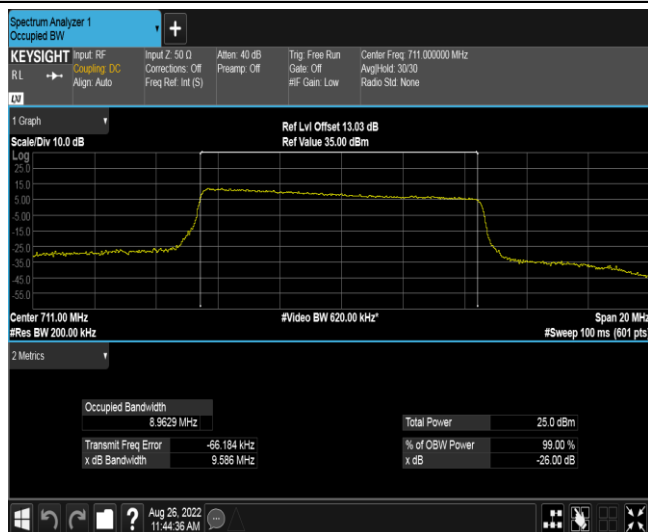 Spectrum Analyzer 1
Occupied BW
+
KEYSIGHT Input: RF Input Z: 50 Ω Atten: 40 dB Trig: Free Run Center Freq: 711.000000 MHz
RL Coupling: DC Corrections: Off Preamp: Off Gate: Off Avg|Hold: 30/30
Align: Auto Freq Ref: Int (S) #IF Gain: Low Radio Std: None
LXI
1 Graph Ref Lvl Offset 13.03 dB
Scale/Div 10.0 dB Ref Value 35.00 dBm
Log
25.0
15.0
5.00
-5.00
-15.0
-25.0
-35.0
-45.0
-55.0
Center 711.00 MHz #Video BW 620.00 kHz* Span 20 MHz
#Res BW 200.00 kHz #Sweep 100 ms (601 pts)
2 Metrics
Occupied Bandwidth
8.9629 MHz Total Power 25.0 dBm
Transmit Freq Error -66.184 kHz % of OBW Power 99.00 %
x dB Bandwidth 9.586 MHz x dB -26.00 dB
? Aug 26, 2022
11:44:36 AM